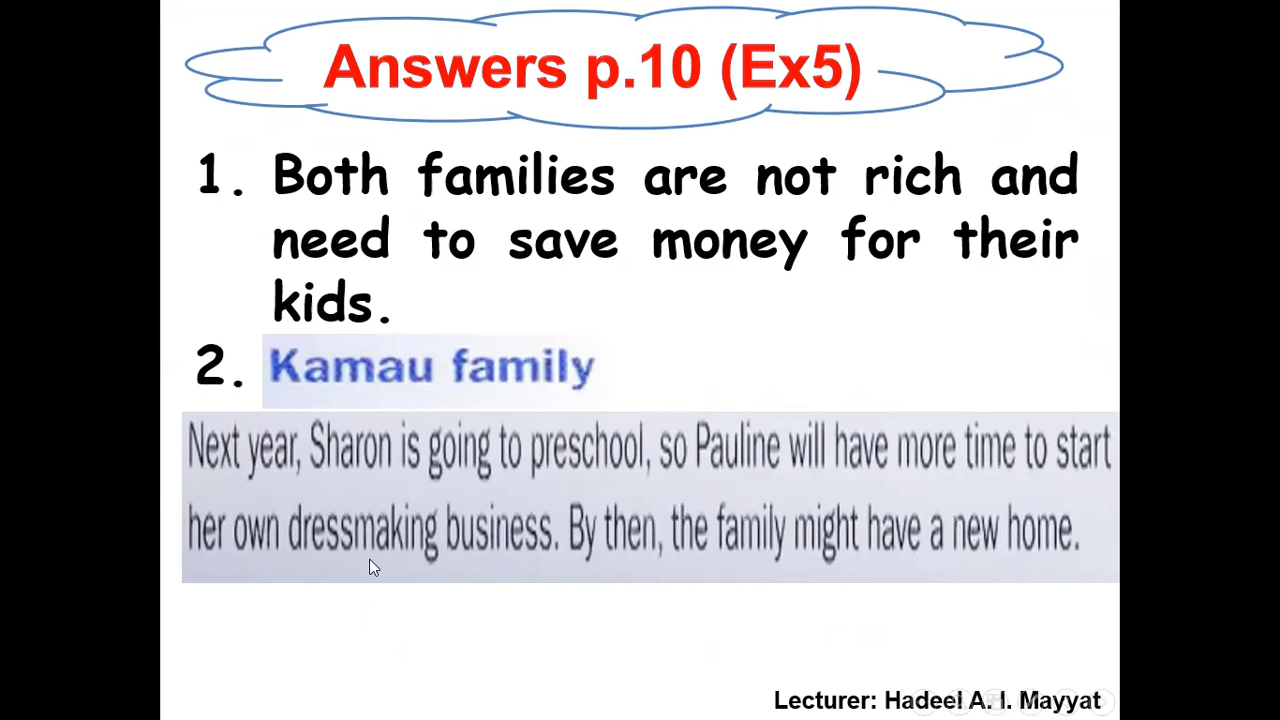 Answers p.10 (Ex5)
1. Both families are not rich and
need to save money for their
kids.
2. Kamau family
Next year, Sharon is going to preschool, so Pauline will have more time to start
her own dressmaking business. By then, the family might have a new home.
Lecturer: Hadeel A. I. Mayyat